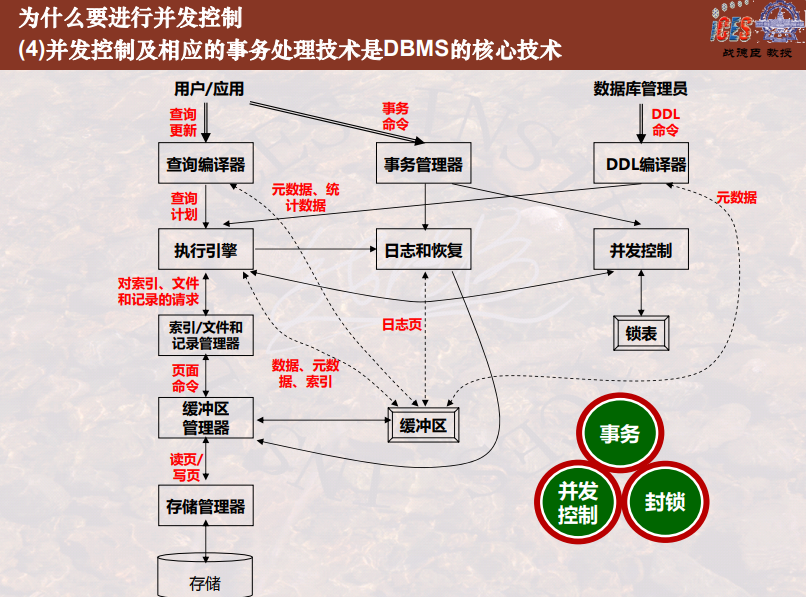 为什么要进行并发控制
(4)并发控制及相应的事务处理技术是DBMS的核心技术
战德臣 教授
用户/应用
数据库管理员
查询
更新
事务
命令
DDL
命令
查询编译器
事务管理器
DDL编译器
查询
计划
元数据、统
计数据
元数据
执行引擎
日志和恢复
并发控制
对索引、文件
和记录的请求
日志页
索引/文件和
记录管理器
锁表
页面
命令
数据、元数
据、索引
缓冲区
管理器
缓冲区
事务
读页/
写页
并发
控制
封锁
存储管理器
存储